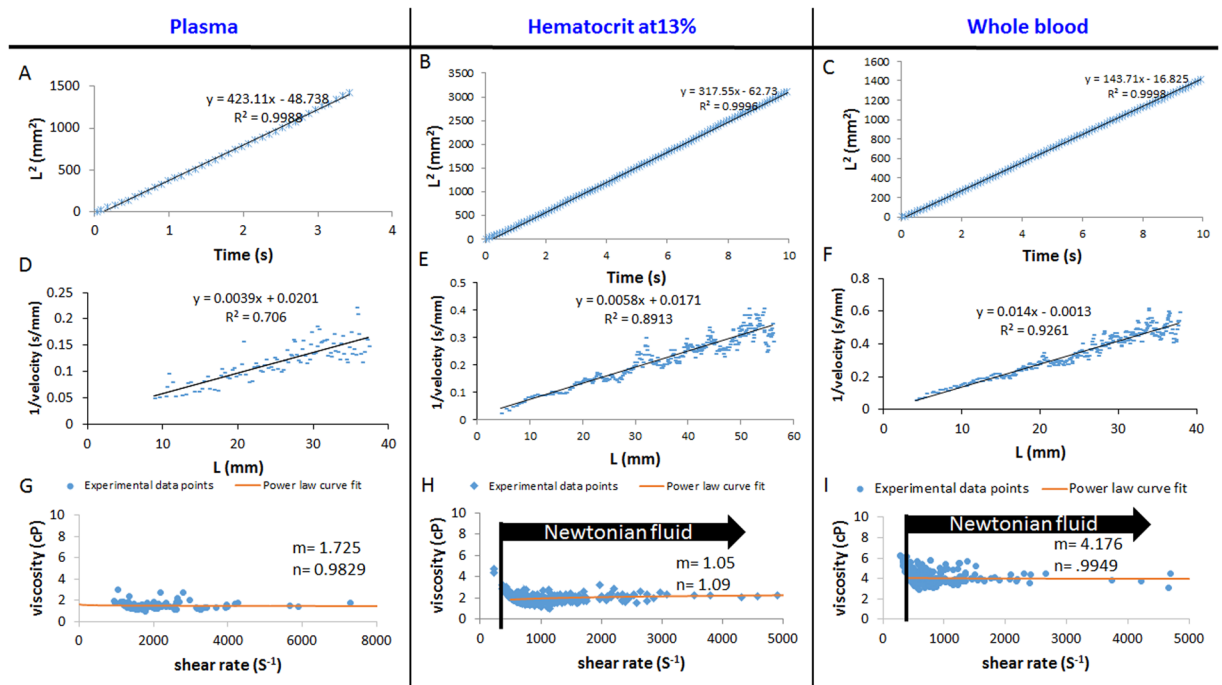 Plasma
Hematocrit at13%
Whole blood
A
1500
1000
500
0
0
1
2
3
4
y = 423.11x - 48.738
R² = 0.9988
L² (mm²)
Time (s)
B
3500
3000
2500
2000
1500
1000
500
0
0
2
4
6
8
10
y = 317.55x - 62.73
R² = 0.9996
L² (mm²)
Time (s)
C
1600
1400
1200
1000
800
600
400
200
0
0
2
4
6
8
10
y = 143.71x - 16.825
R² = 0.9998
L² (mm²)
Time (s)
D
0.25
0.2
0.15
0.1
0.05
0
0
10
20
30
40
y = 0.0039x + 0.0201
R² = 0.706
1/velocity (s/mm)
L (mm)
E
0.5
0.4
0.3
0.2
0.1
0
0
10
20
30
40
50
60
y = 0.0058x + 0.0171
R² = 0.8913
1/velocity (s/mm)
L (mm)
F
0.8
0.6
0.4
0.2
0
0
10
20
30
40
y = 0.014x - 0.0013
R² = 0.9261
1/velocity (s/mm)
L (mm)
G
Experimental data points
Power law curve fit
10
8
6
4
2
0
0
2000
4000
6000
8000
m= 1.725
n= 0.9829
viscosity (cP)
shear rate (S⁻¹)
H
Experimental data points
Power law curve fit
Newtonian fluid
10
8
6
4
2
0
0
1000
2000
3000
4000
5000
m= 1.05
n= 1.09
viscosity (cP)
shear rate (S⁻¹)
I
Experimental data points
Power law curve fit
Newtonian fluid
10
8
6
4
2
0
0
1000
2000
3000
4000
5000
m= 4.176
n= .9949
viscosity (cP)
shear rate (S⁻¹)